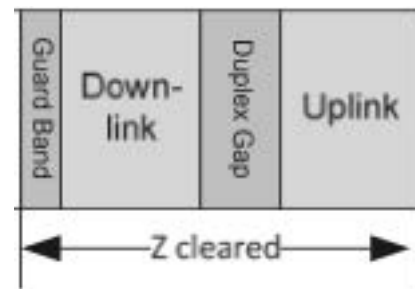 Guard Band
Down-
link
Duplex Gap
Uplink
Z cleared